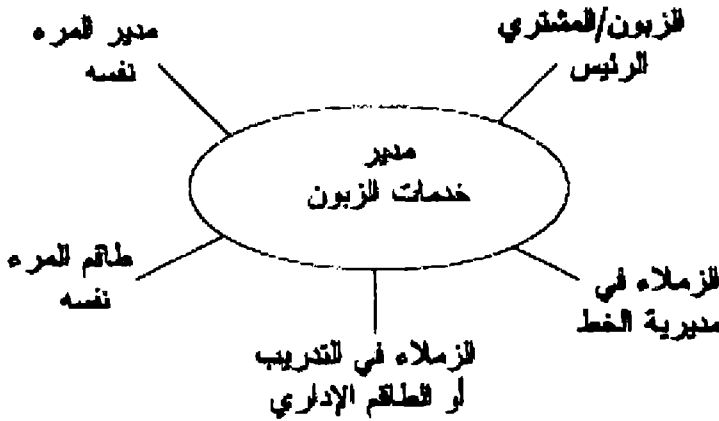 الزبون/المشتري
الرئيس
مدير المرء
نفسه
مدير
خدمات الزبون
الزملاء في
مديرية الخط
طاقم المرء
نفسه
الزملاء في التدريب
أو الطاقم الإداري